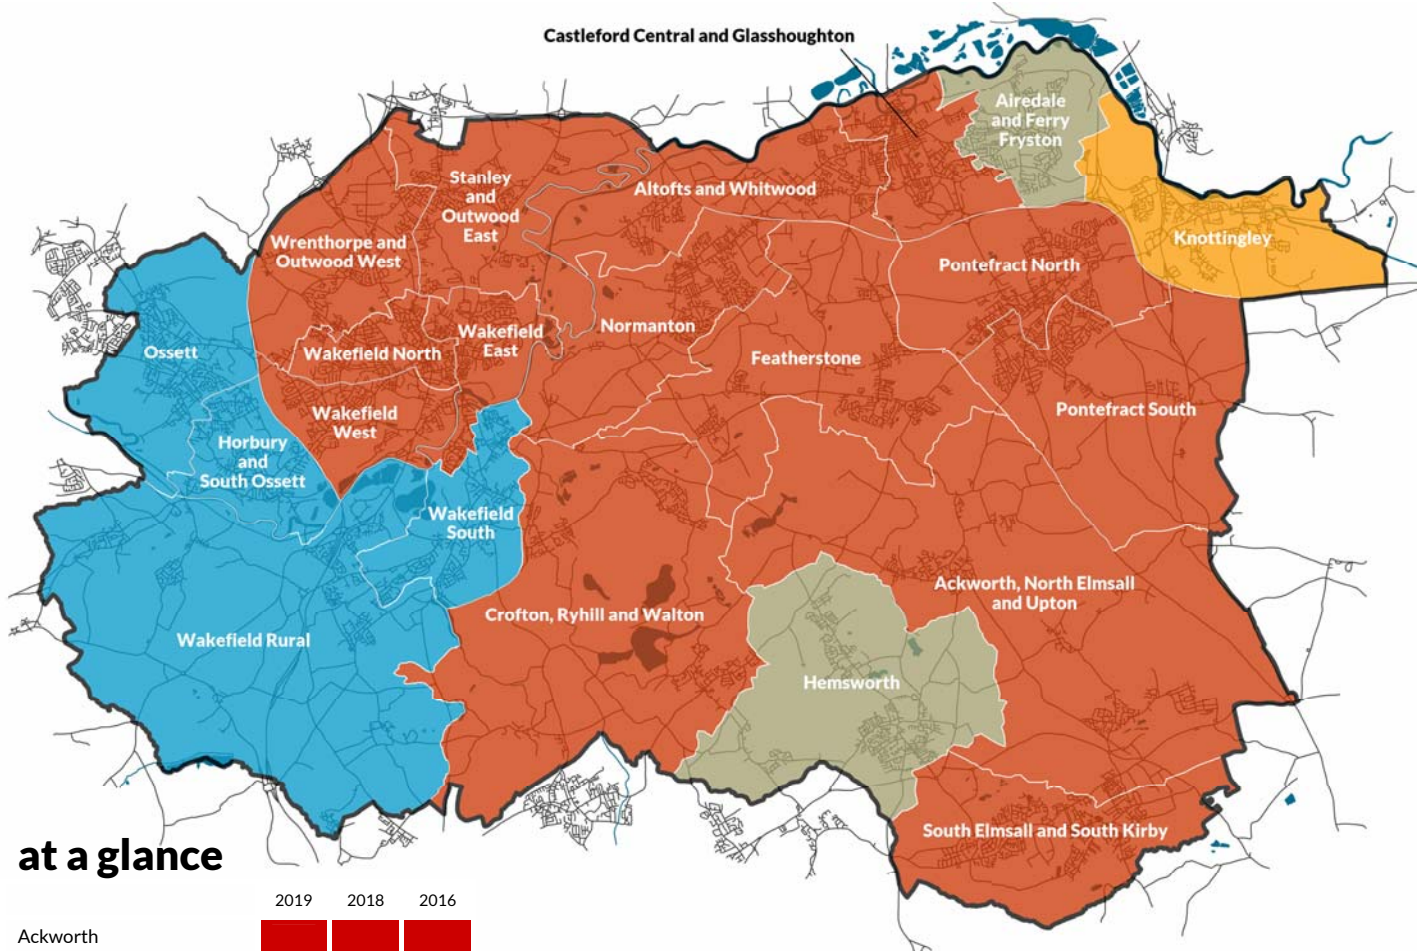 Castleford Central and Glasshoughton
Airedale
and Ferry
Fryston
Stanley
and
Outwood
East
Altofts and Whitwood
Wrenthorpe and
Outwood West
Knottingley
Pontefract North
Ossett
Wakefield North
Wakefield
East
Normanton
Featherstone
Wakefield
West
Pontefract South
Horbury
and
South Ossett
Wakefield
South
Ackworth, North Elmsall
and Upton
Crofton, Ryhill and Walton
Wakefield Rural
Hemsworth
South Elmsall and South Kirby
at a glance
2019 2018 2016
Ackworth